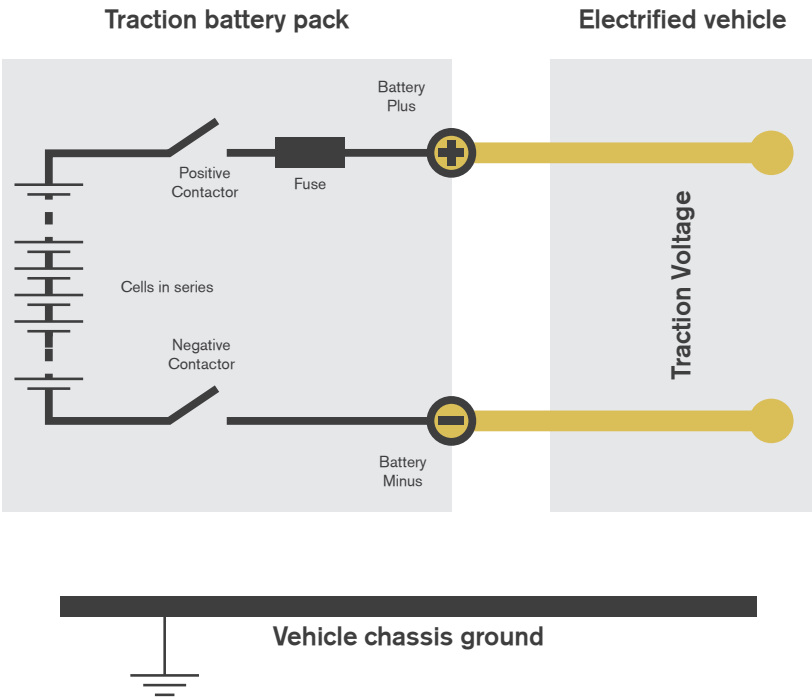 Traction battery pack
Electrified vehicle
Battery
Plus
Positive
Contactor
Fuse
Cells in series
Traction Voltage
Negative
Contactor
Battery
Minus
Vehicle chassis ground